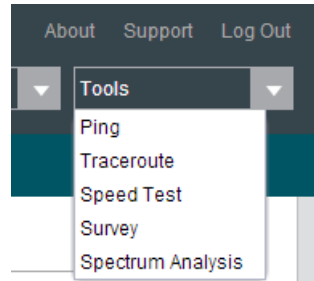 About Support Log Out
Tools
Ping
Traceroute
Speed Test
Survey
Spectrum Analysis